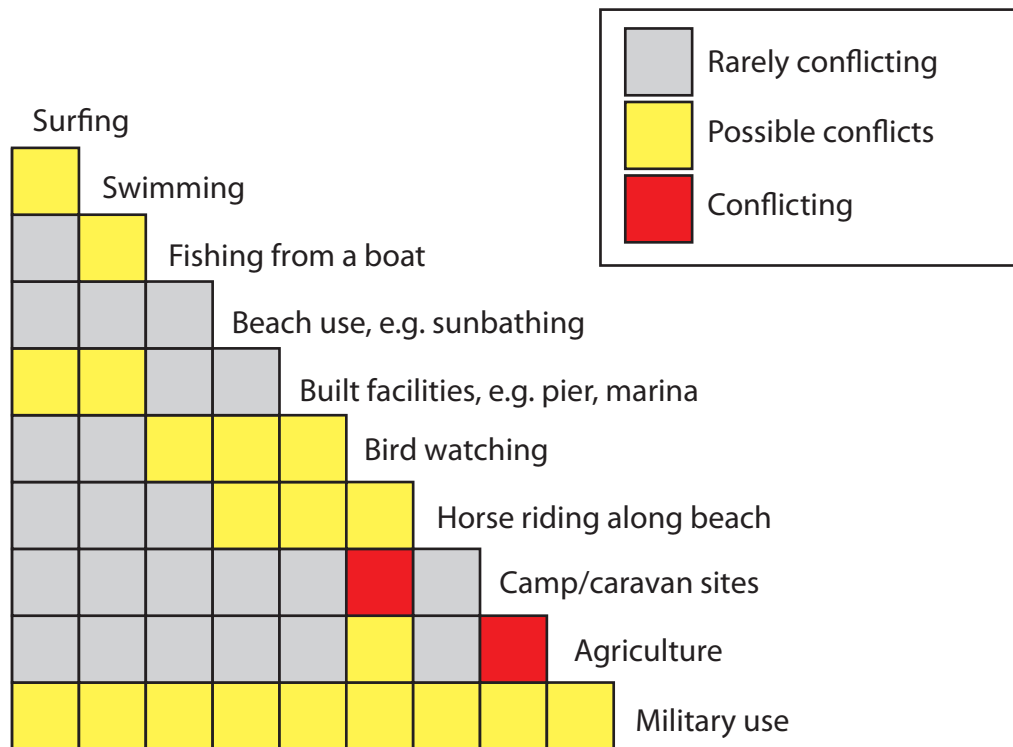 Rarely conflicting
Possible conflicts
Conflicting
Surfing
Swimming
Fishing from a boat
Beach use, e.g. sunbathing
Built facilities, e.g. pier, marina
Bird watching
Horse riding along beach
Camp/caravan sites
Agriculture
Military use